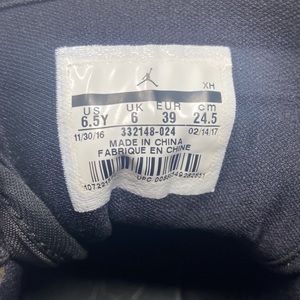 XH
US UK EUR cm
6.5Y 6 39 24.5
11/30/16 332148-024 02/14/17
MADE IN CHINA
FABRIQUE EN CHINE